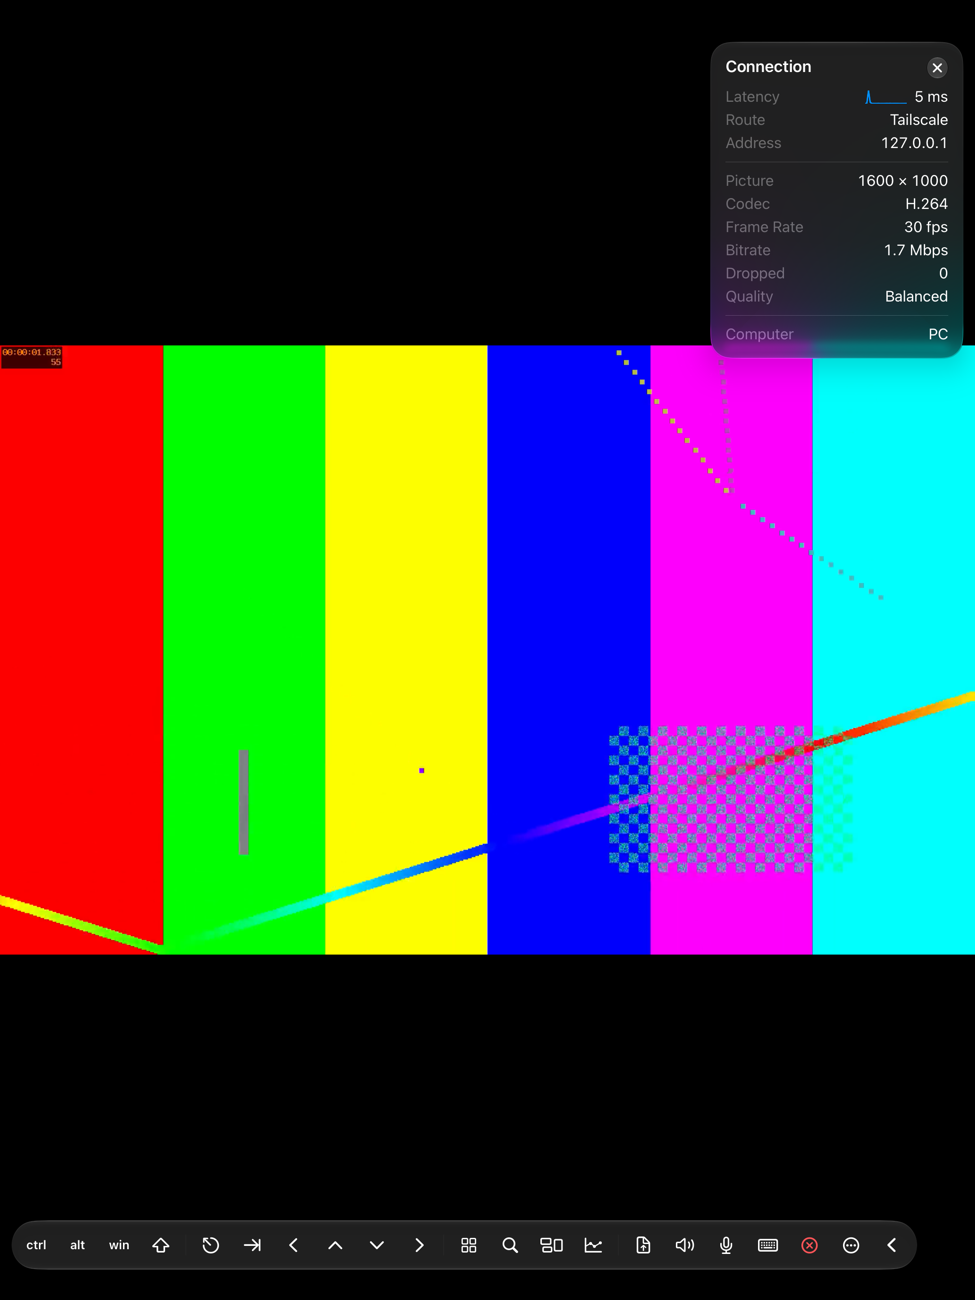 Connection
Latency 5 ms
Route Tailscale
Address 127.0.0.1
Picture 1600 × 1000
Codec H.264
Frame Rate 30 fps
Bitrate 1.7 Mbps
Dropped 0
Quality Balanced
Computer PC
00:00:01.833
55
ctrl alt win